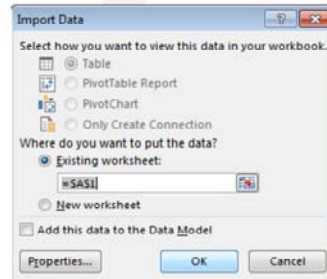 Import Data
Select how you want to view this data in your workbook.
Table
PivotTable Report
PivotChart
Only Create Connection
Where do you want to put the data?
Existing worksheet:
=$A$1
New worksheet
Add this data to the Data Model
Properties...
OK
Cancel